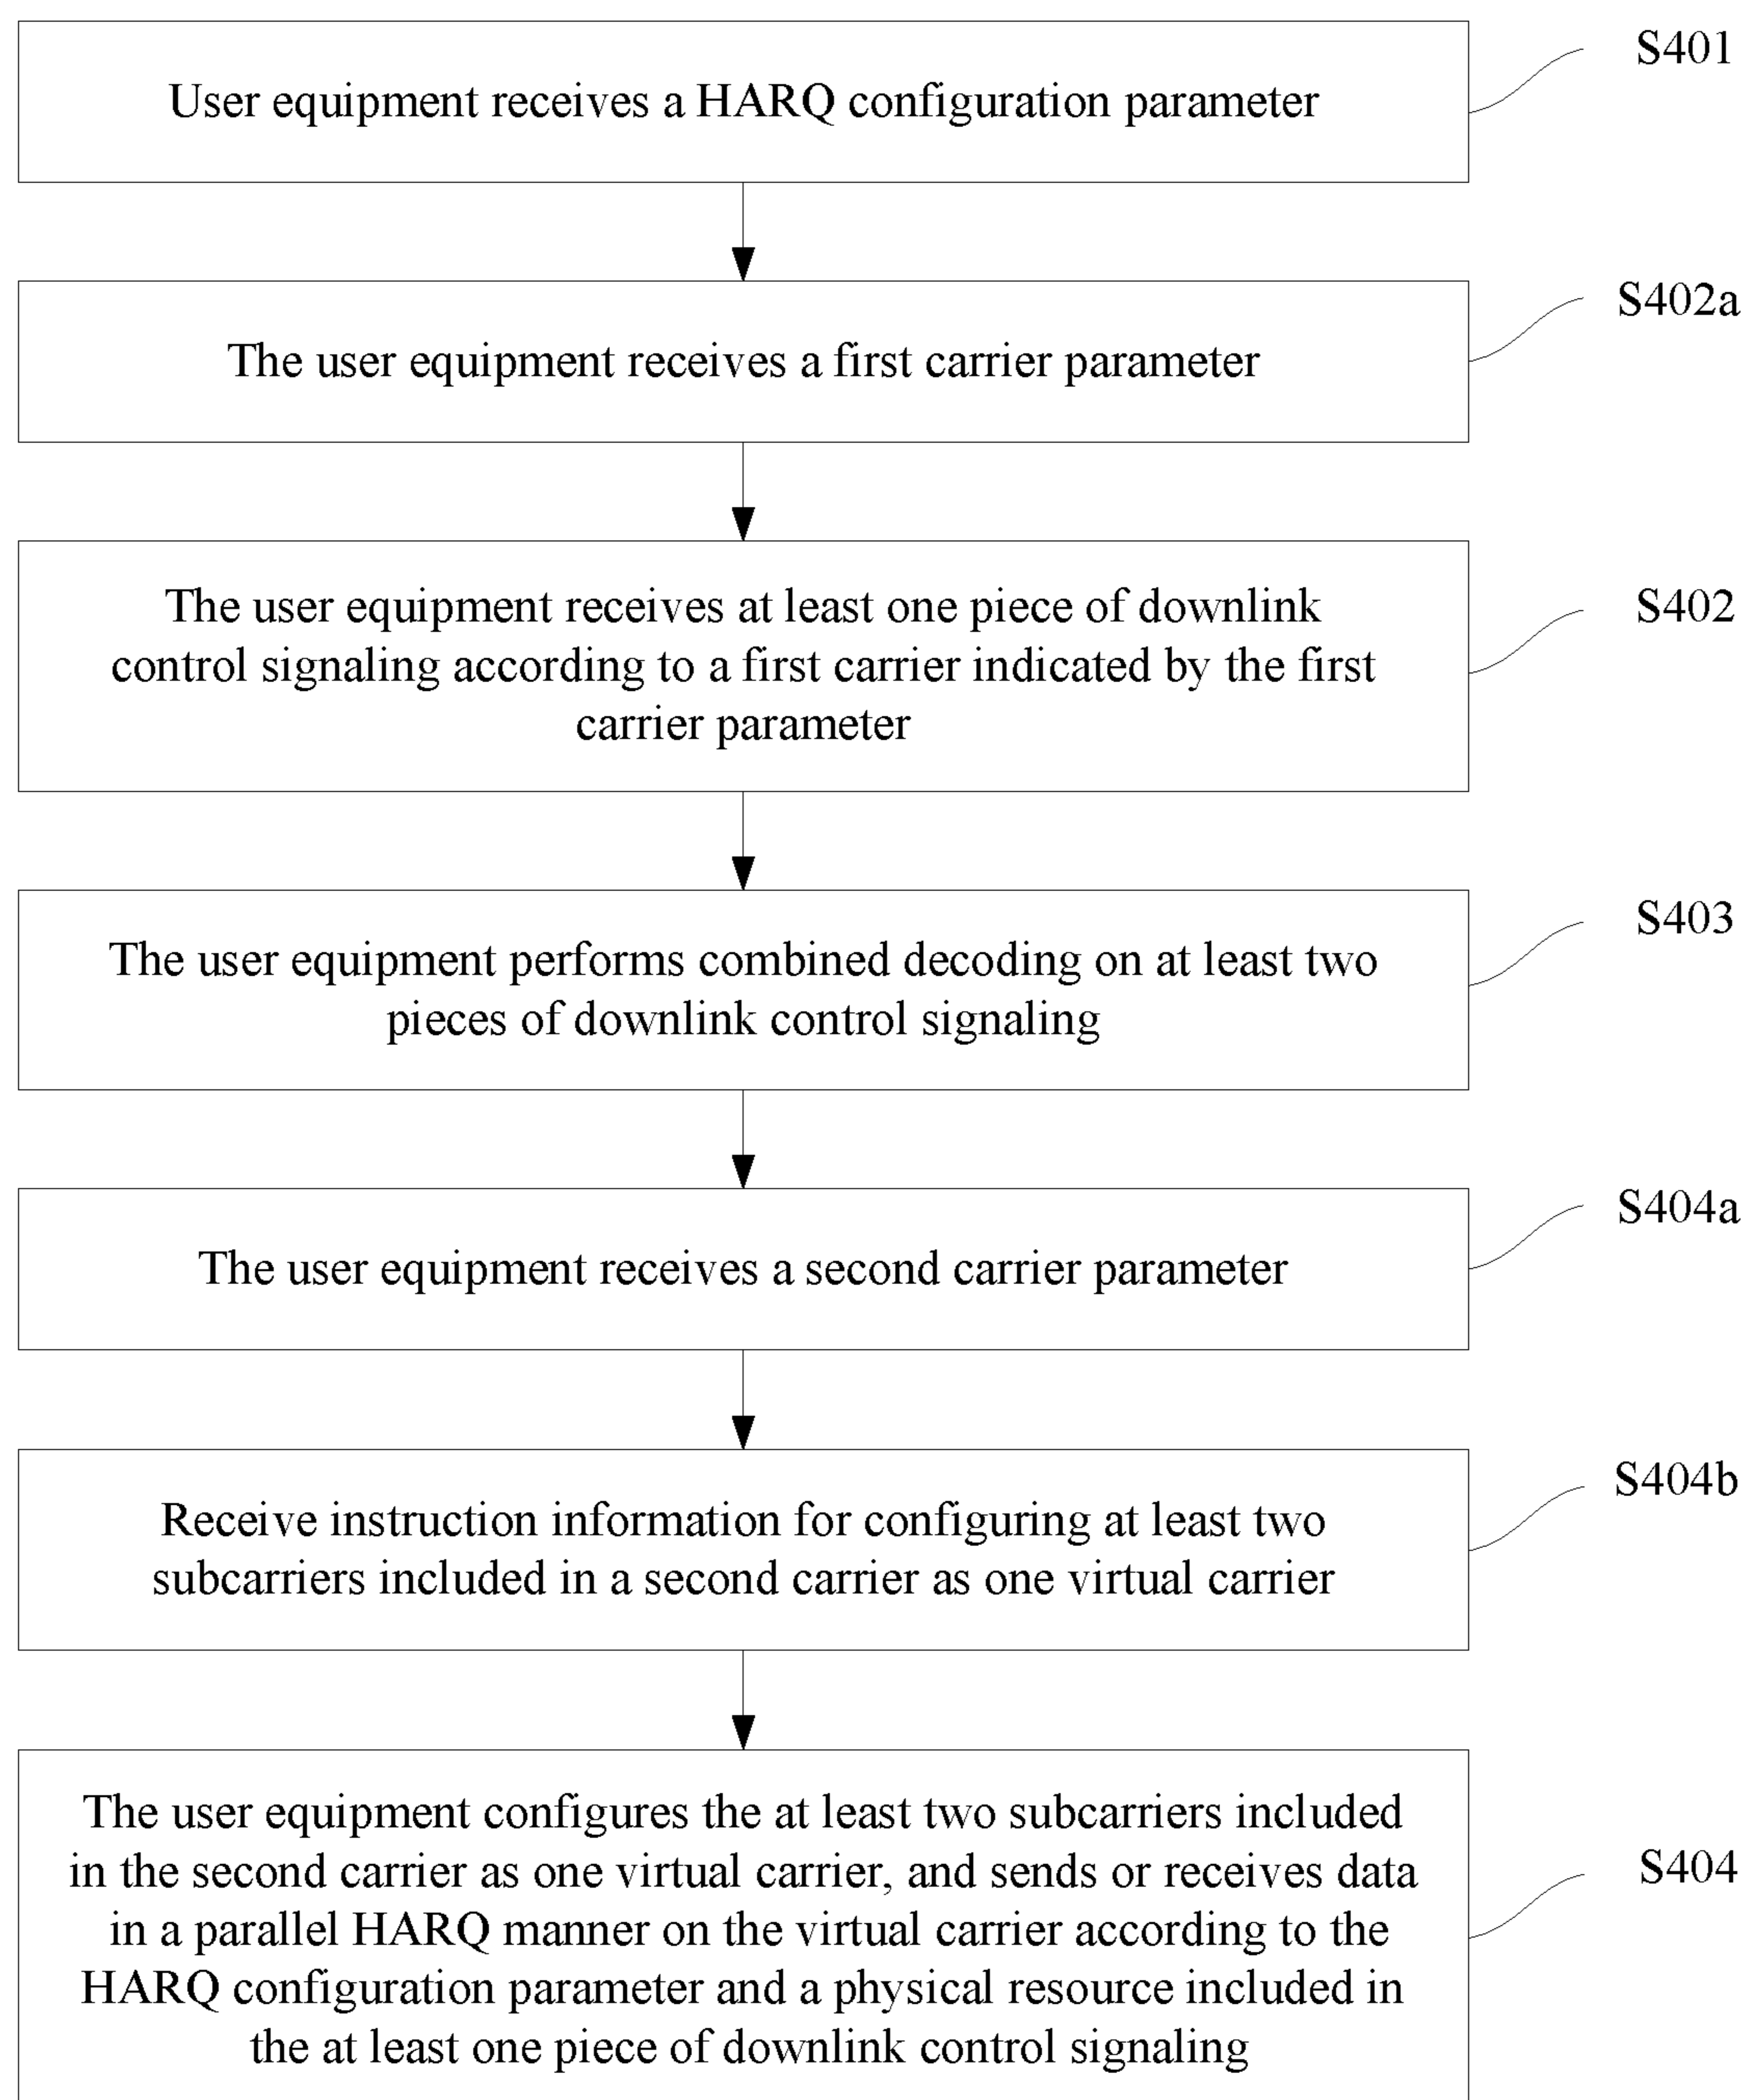 User equipment receives a HARQ configuration parameter
S401
The user equipment receives a first carrier parameter
S402a
The user equipment receives at least one piece of downlink
control signaling according to a first carrier indicated by the first
carrier parameter
S402
The user equipment performs combined decoding on at least two
pieces of downlink control signaling
S403
The user equipment receives a second carrier parameter
S404a
Receive instruction information for configuring at least two
subcarriers included in a second carrier as one virtual carrier
S404b
The user equipment configures the at least two subcarriers included
in the second carrier as one virtual carrier, and sends or receives data
in a parallel HARQ manner on the virtual carrier according to the
HARQ configuration parameter and a physical resource included in
the at least one piece of downlink control signaling
S404